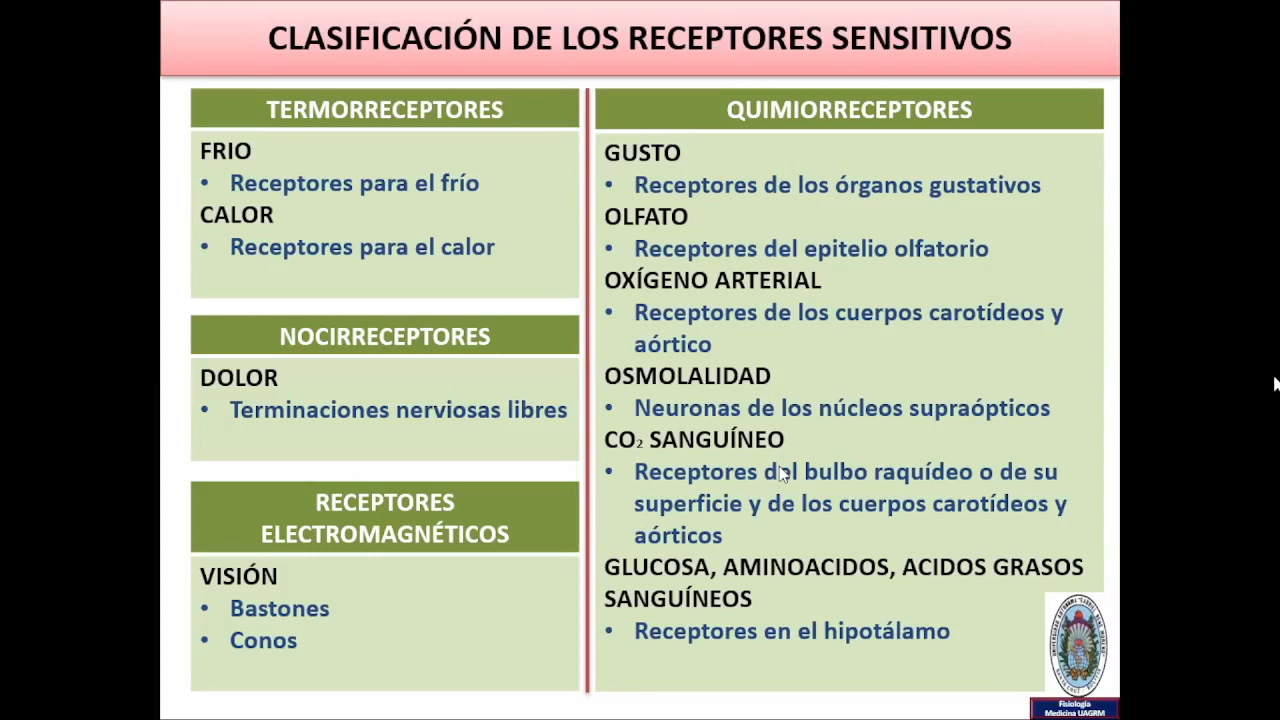 CLASIFICACIÓN DE LOS RECEPTORES SENSITIVOS
TERMORRECEPTORES
FRIO
• Receptores para el frío
CALOR
• Receptores para el calor
NOCIRRECEPTORES
DOLOR
• Terminaciones nerviosas libres
RECEPTORES
ELECTROMAGNÉTICOS
VISIÓN
• Bastones
• Conos
QUIMIORRECEPTORES
GUSTO
• Receptores de los órganos gustativos
OLFATO
• Receptores del epitelio olfatorio
OXÍGENO ARTERIAL
• Receptores de los cuerpos carotídeos y
aórtico
OSMOLALIDAD
• Neuronas de los núcleos supraópticos
CO₂ SANGUÍNEO
• Receptores del bulbo raquídeo o de su
superficie y de los cuerpos carotídeos y
aórticos
GLUCOSA, AMINOACIDOS, ACIDOS GRASOS
SANGUÍNEOS
• Receptores en el hipotálamo
Fisiología
Medicina UAGRM